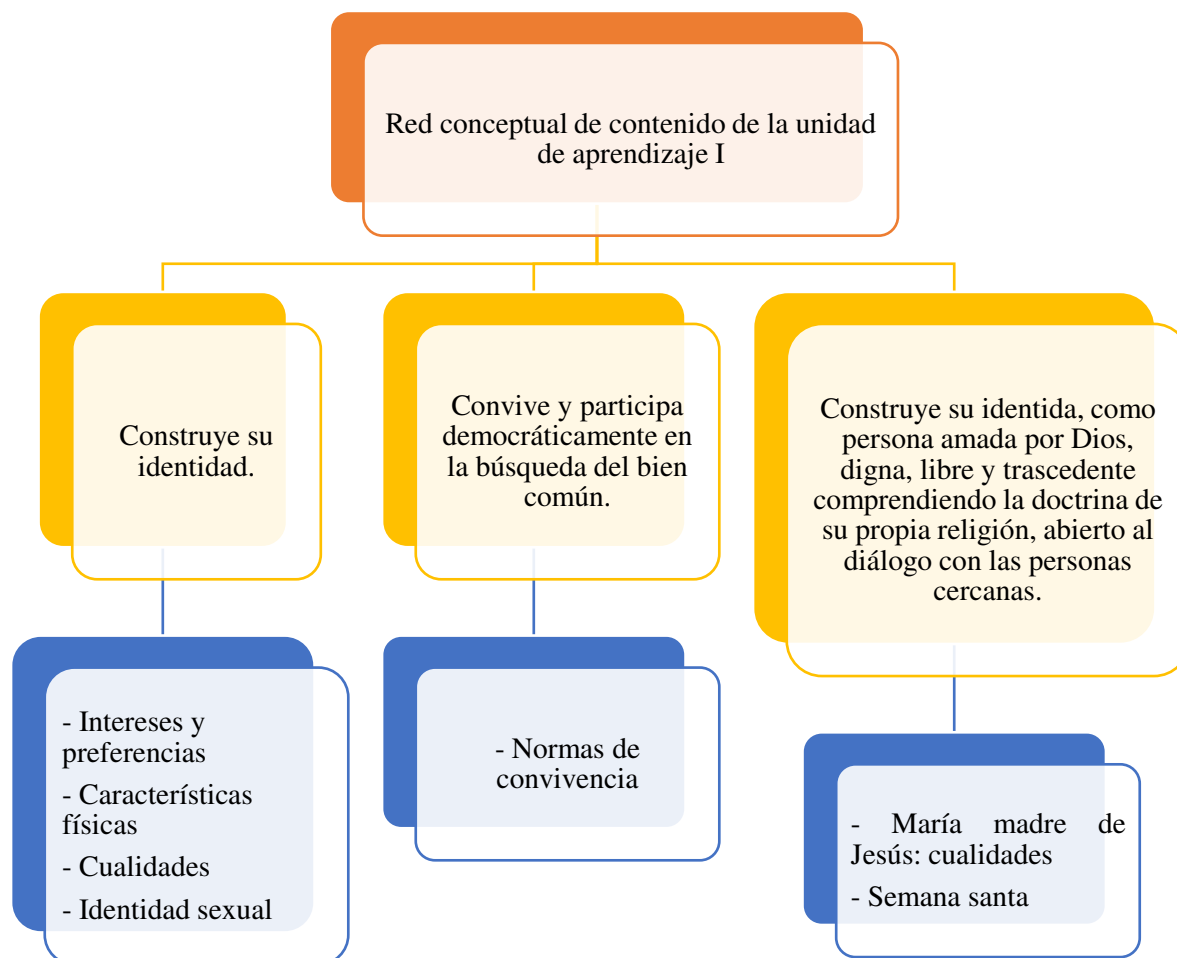 Red conceptual de contenido de la unidad
de aprendizaje I
Construye su
identidad.
Convive y participa
democráticamente en
la búsqueda del bien
común.
Construye su identida, como
persona amada por Dios,
digna, libre y trascedente
comprendiendo la doctrina de
su propia religión, abierto al
diálogo con las personas
cercanas.
- Intereses y
preferencias
- Características
físicas
- Cualidades
- Identidad sexual
- Normas de
convivencia
- María madre de
Jesús: cualidades
- Semana santa